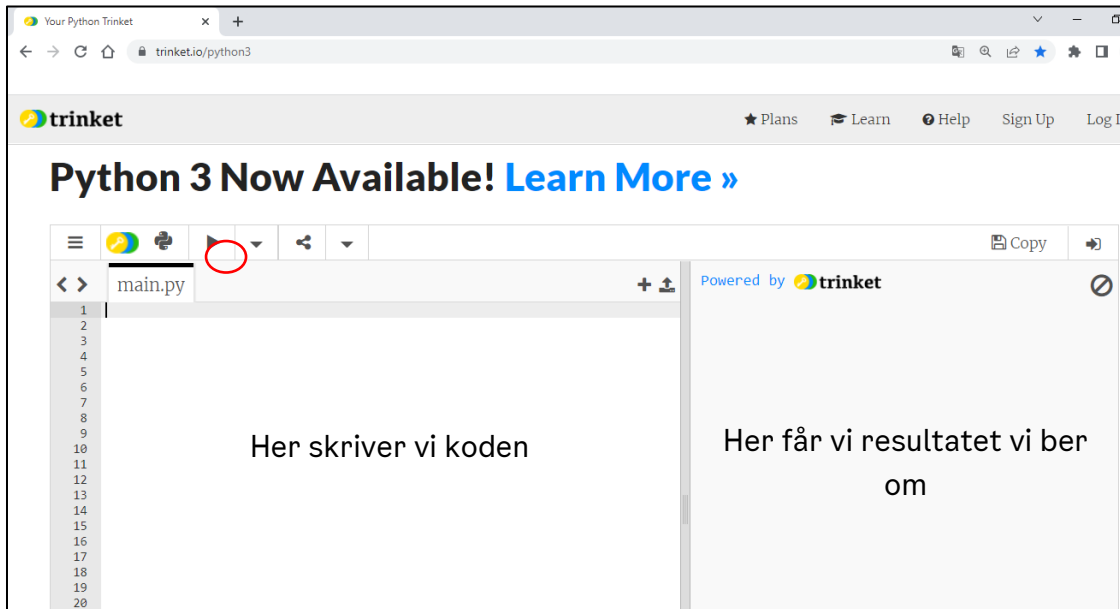 Your Python Trinket
trinket.io/python3
trinket
Plans Learn Help Sign Up Log I
Python 3 Now Available! Learn More »
Copy
main.py
Powered by trinket
1
2
3
4
5
6
7
8
9
10
11
12
13
14
15
16
17
18
19
20
Her skriver vi koden
Her får vi resultatet vi ber
om